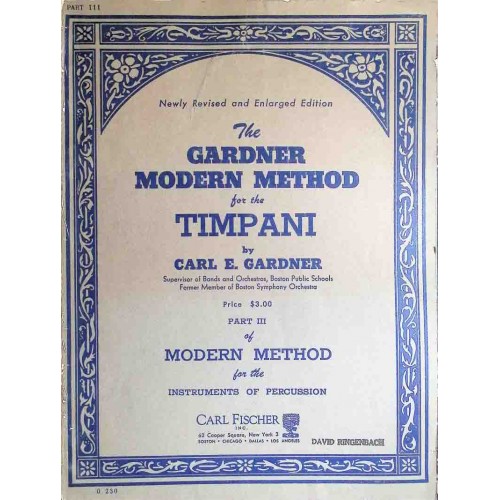 PART III
Newly Revised and Enlarged Edition
The
GARDNER
MODERN METHOD
for the
TIMPANI
by
CARL E. GARDNER
Supervisor of Bands and Orchestras, Boston Public Schools
Former Member of Boston Symphony Orchestra
Price $3.00
PART III
of
MODERN METHOD
for the
INSTRUMENTS OF PERCUSSION
CARL FISCHER
INC.
62 Cooper Square, New York 3
BOSTON • CHICAGO • DALLAS • LOS ANGELES
DAVID RINGENBACH
O 250